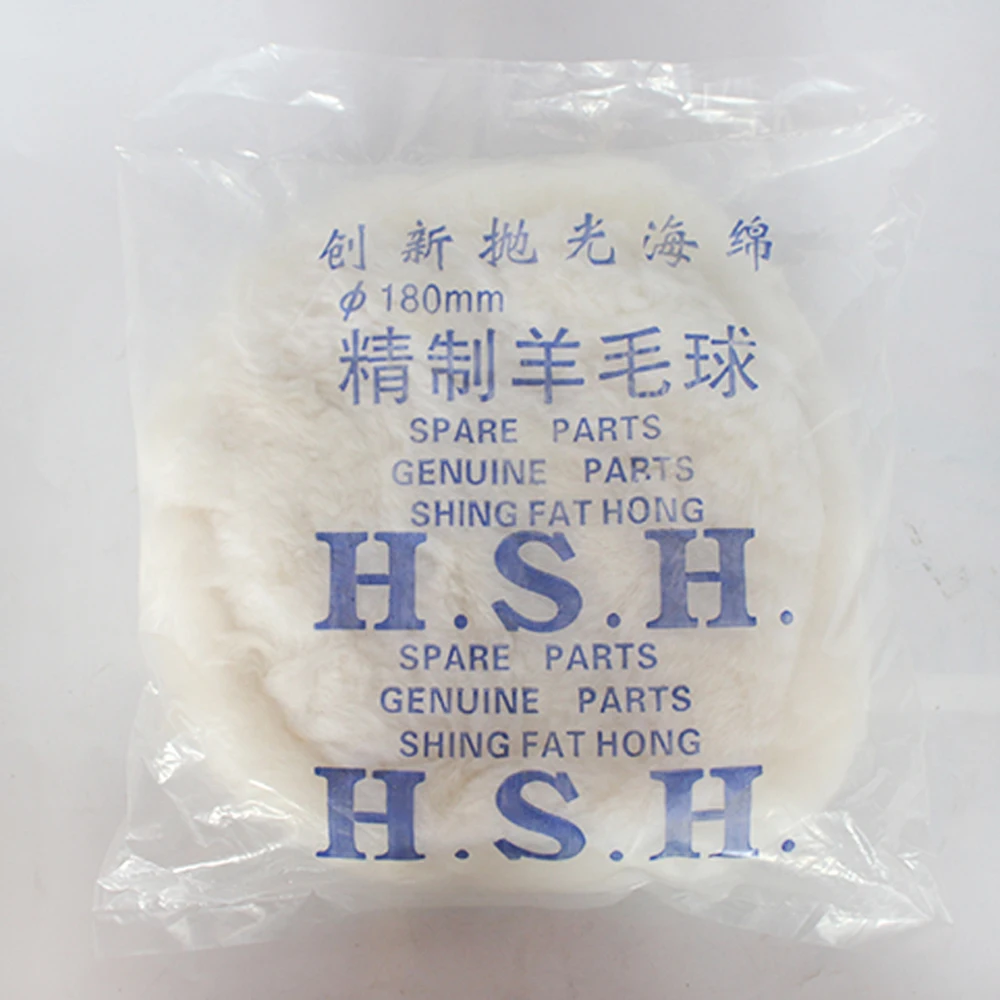 创新抛光海绵
ϕ 180mm
精制羊毛球
SPARE PARTS
GENUINE PARTS
SHING FAT HONG
H.S.H.
SPARE PARTS
GENUINE PARTS
SHING FAT HONG
H.S.H.